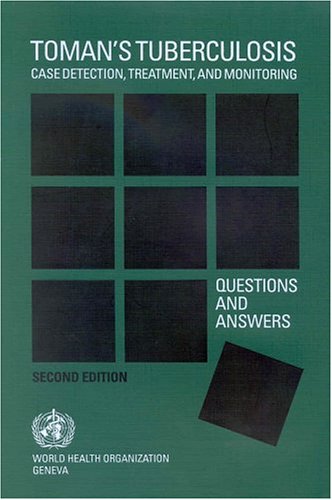 TOMAN'S TUBERCULOSIS
CASE DETECTION, TREATMENT, AND MONITORING
QUESTIONS
AND
ANSWERS
SECOND EDITION
WORLD HEALTH ORGANIZATION
GENEVA